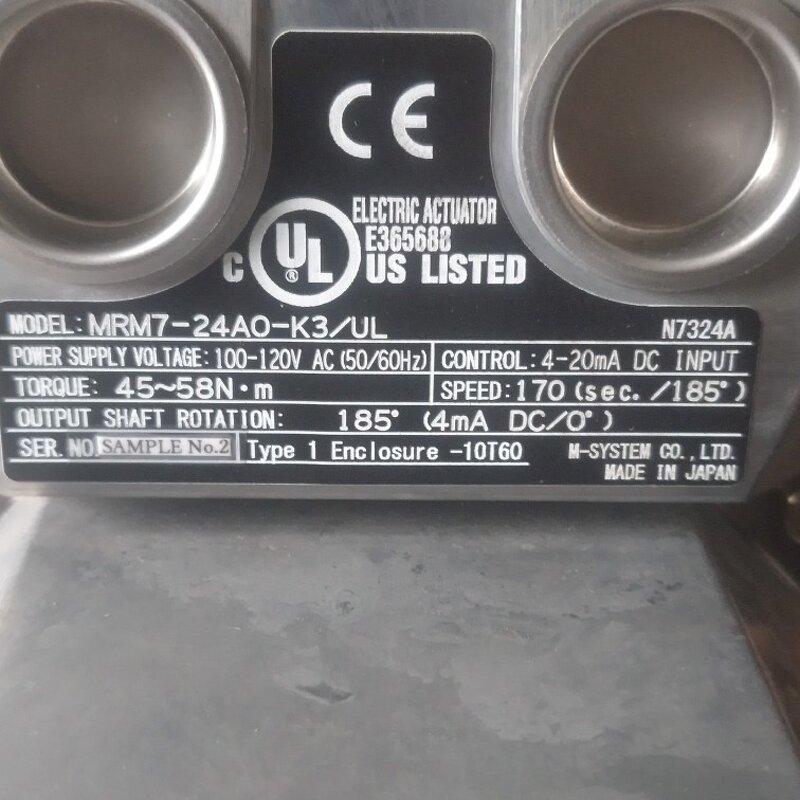 CE
ELECTRIC ACTUATOR
E365688
C UL ® US LISTED
MODEL: MRM7-24A0-K3/UL N7324A
POWER SUPPLY VOLTAGE: 100-120V AC (50/60Hz) CONTROL: 4-20mA DC INPUT
TORQUE: 45~58N・m SPEED: 170 (sec. /185°)
OUTPUT SHAFT ROTATION: 185° (4mA DC/0°)
SER. NO. SAMPLE No.2 Type 1 Enclosure -10T60 M-SYSTEM CO., LTD.
MADE IN JAPAN